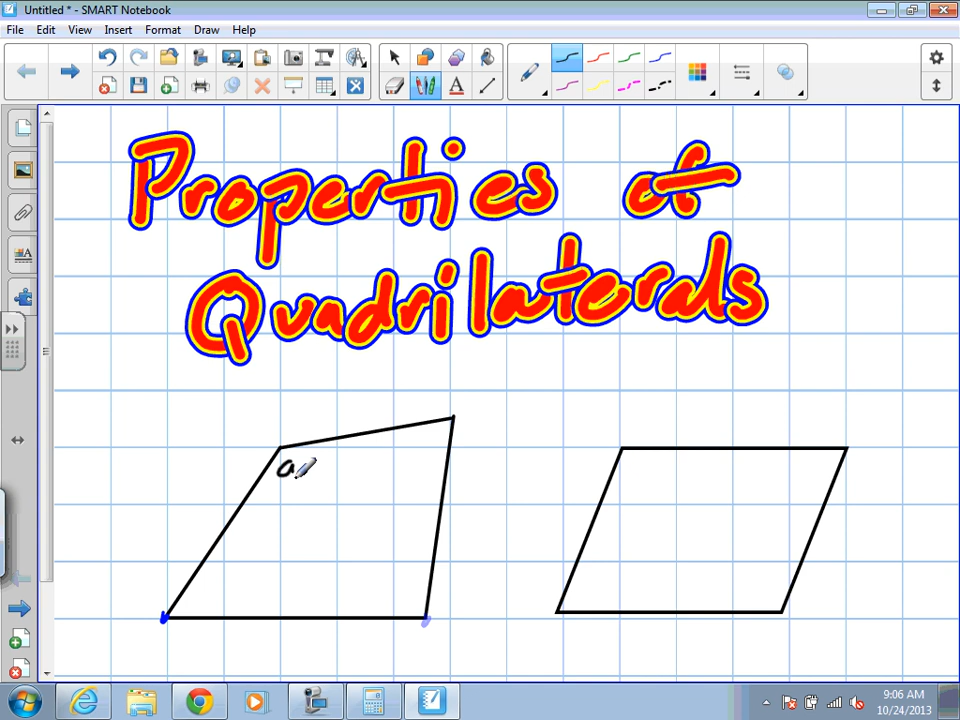 Untitled * - SMART Notebook
File Edit View Insert Format Draw Help
Properties of
Quadrilaterals
a
9:06 AM
10/24/2013